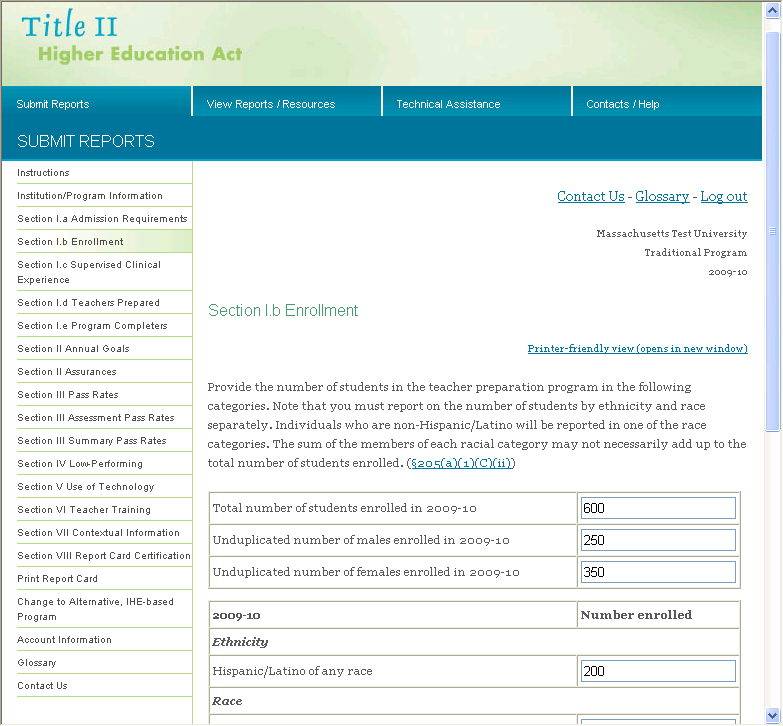 Title II
Higher Education Act
Submit Reports
View Reports / Resources
Technical Assistance
Contacts / Help
SUBMIT REPORTS
Instructions
Institution/Program Information
Section I.a Admission Requirements
Section I.b Enrollment
Section I.c Supervised Clinical
Experience
Section I.d Teachers Prepared
Section I.e Program Completers
Section II Annual Goals
Section II Assurances
Section III Pass Rates
Section III Assessment Pass Rates
Section III Summary Pass Rates
Section IV Low-Performing
Section V Use of Technology
Section VI Teacher Training
Section VII Contextual Information
Section VIII Report Card Certification
Print Report Card
Change to Alternative, IHE-based
Program
Account Information
Glossary
Contact Us
Contact Us - Glossary - Log out
Massachusetts Test University
Traditional Program
2009-10
Section I.b Enrollment
Printer-friendly view (opens in new window)
Provide the number of students in the teacher preparation program in the following
categories. Note that you must report on the number of students by ethnicity and race
separately. Individuals who are non-Hispanic/Latino will be reported in one of the race
categories. The sum of the members of each racial category may not necessarily add up to the
total number of students enrolled. (§205(a)(1)(C)(ii))
Total number of students enrolled in 2009-10 600
Unduplicated number of males enrolled in 2009-10 250
Unduplicated number of females enrolled in 2009-10 350
2009-10 Number enrolled
Ethnicity
Hispanic/Latino of any race 200
Race